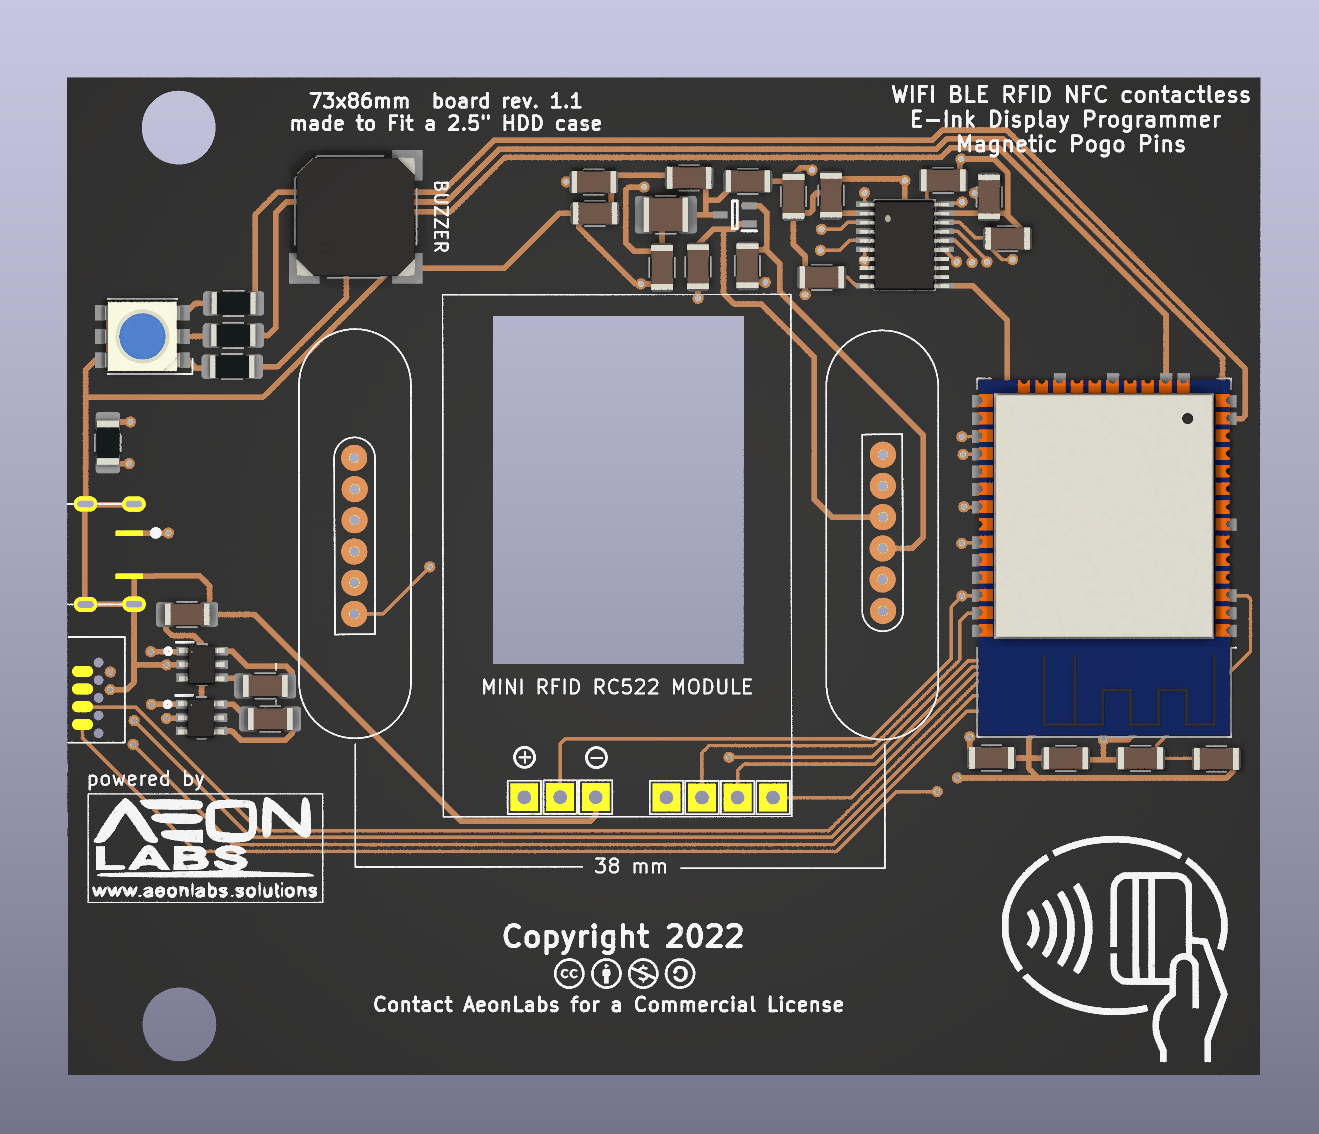 73x86mm board rev. 1.1
made to Fit a 2.5" HDD case
WIFI BLE RFID NFC contactless
E-Ink Display Programmer
Magnetic Pogo Pins
BUZZER
MINI RFID RC522 MODULE
+ −
powered by
AEON
LABS
www.aeonlabs.solutions
38 mm
Copyright 2022
cc
Contact AeonLabs for a Commercial License